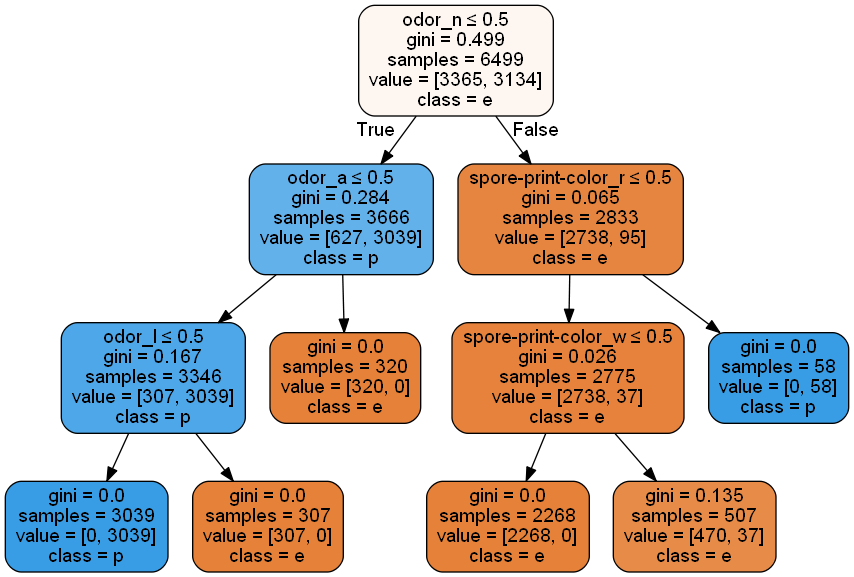 odor_n ≤ 0.5
gini = 0.499
samples = 6499
value = [3365, 3134]
class = e
True
False
odor_a ≤ 0.5
gini = 0.284
samples = 3666
value = [627, 3039]
class = p
spore-print-color_r ≤ 0.5
gini = 0.065
samples = 2833
value = [2738, 95]
class = e
odor_l ≤ 0.5
gini = 0.167
samples = 3346
value = [307, 3039]
class = p
gini = 0.0
samples = 320
value = [320, 0]
class = e
spore-print-color_w ≤ 0.5
gini = 0.026
samples = 2775
value = [2738, 37]
class = e
gini = 0.0
samples = 58
value = [0, 58]
class = p
gini = 0.0
samples = 3039
value = [0, 3039]
class = p
gini = 0.0
samples = 307
value = [307, 0]
class = e
gini = 0.0
samples = 2268
value = [2268, 0]
class = e
gini = 0.135
samples = 507
value = [470, 37]
class = e